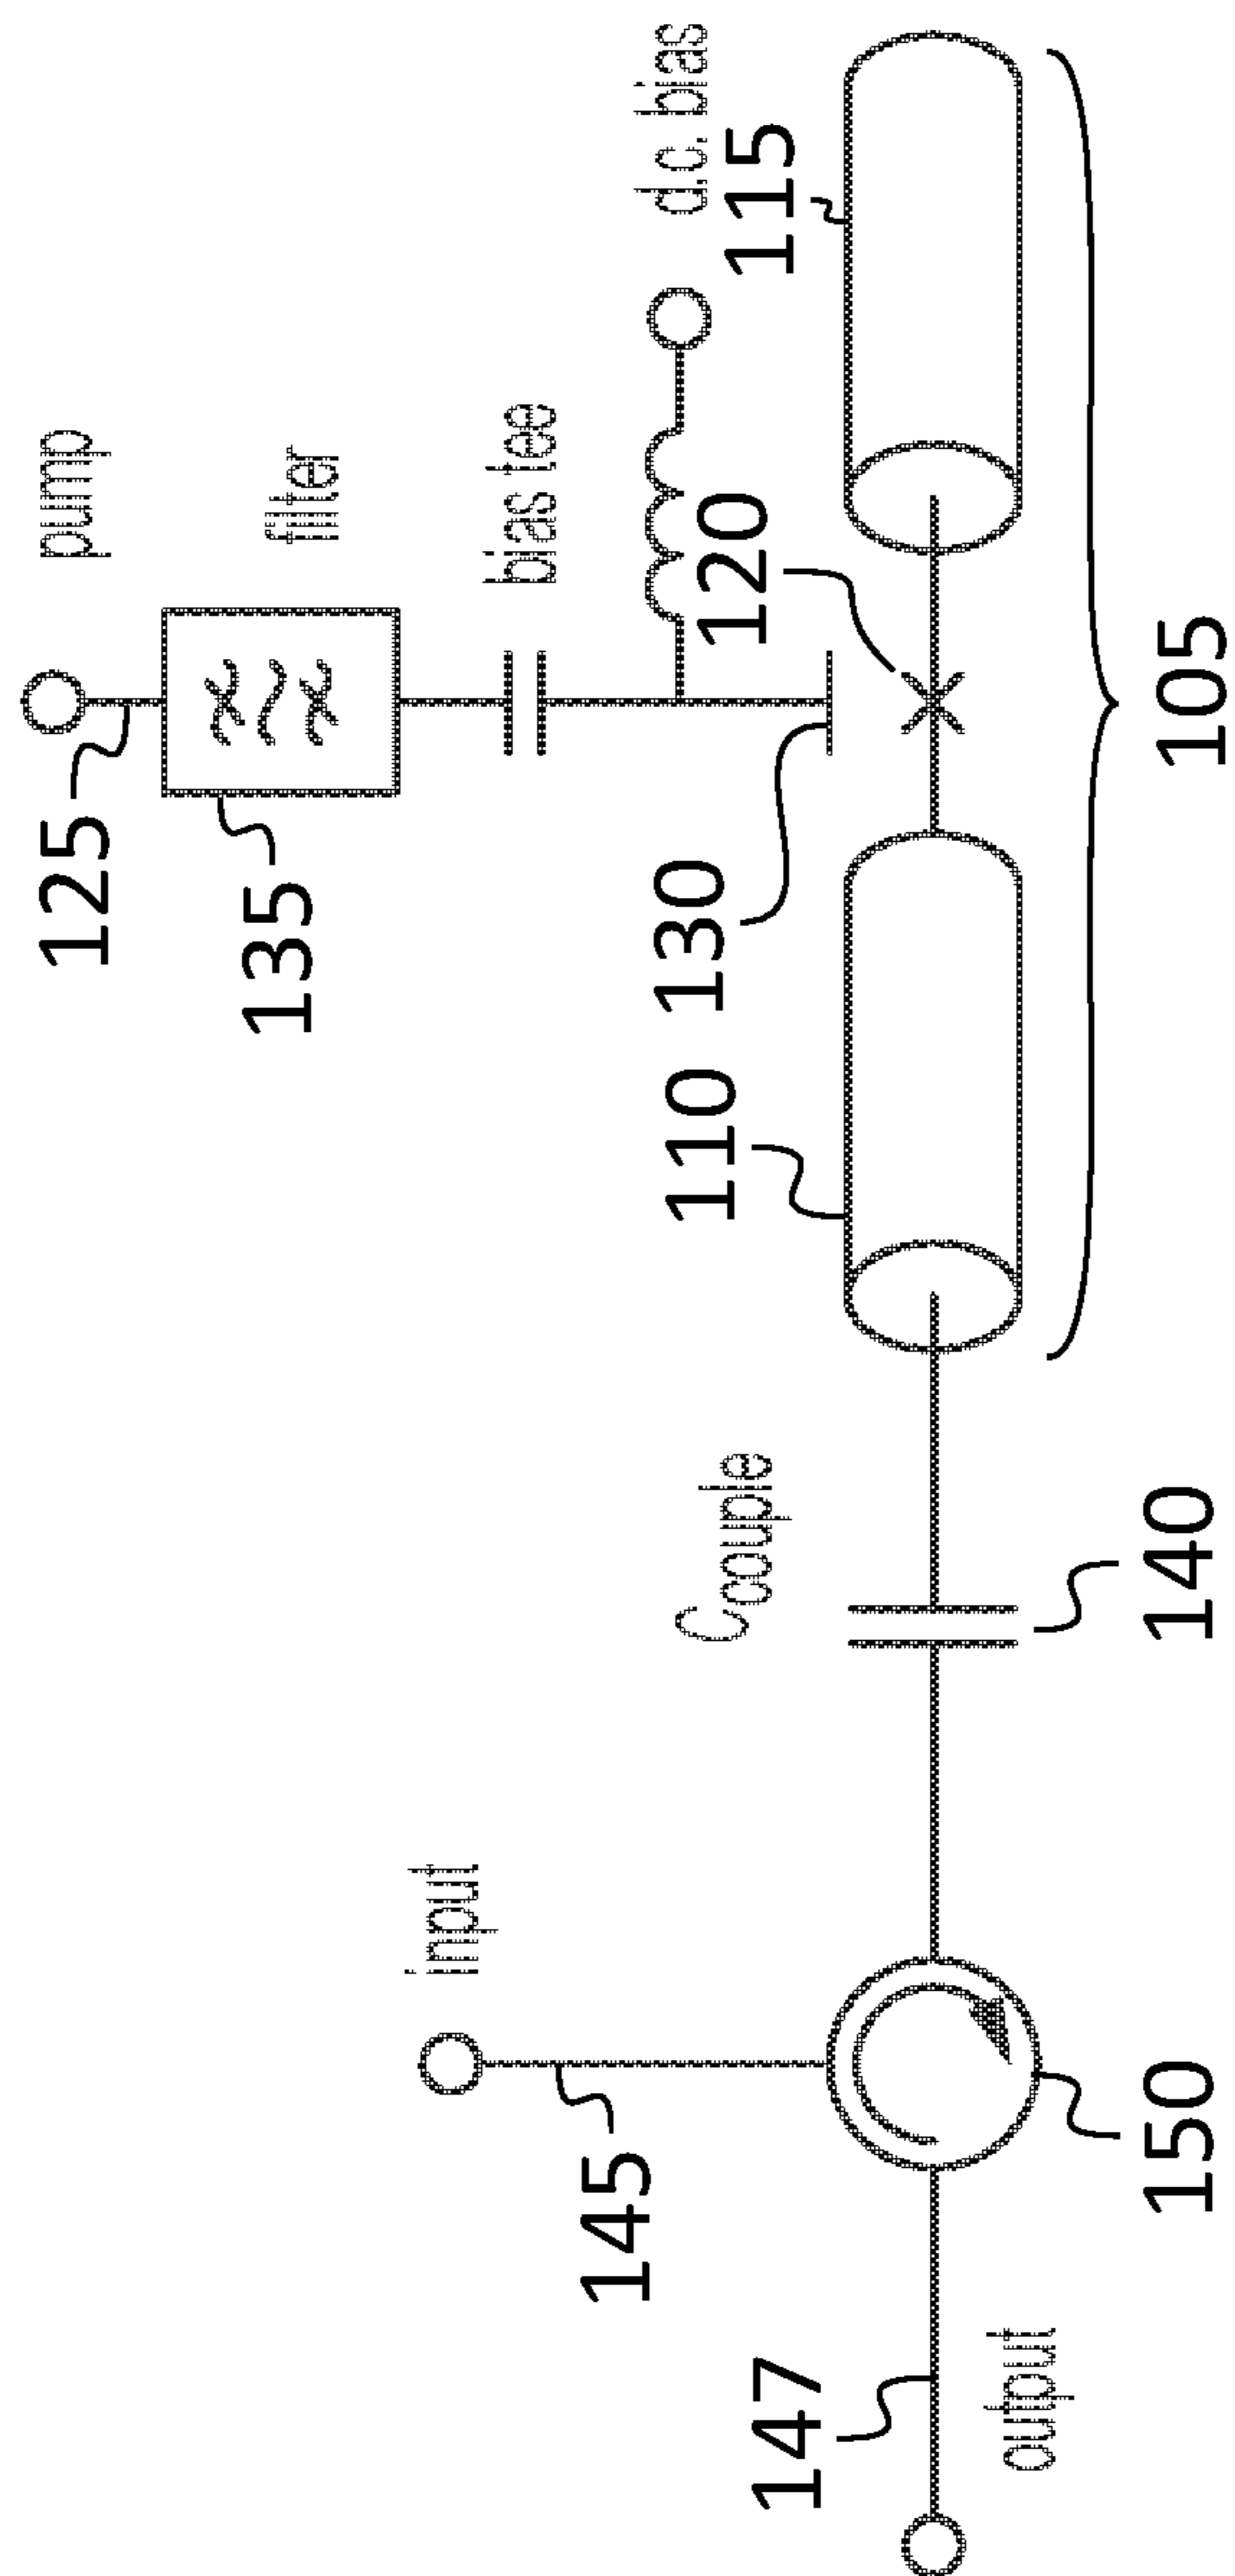 pump
125
filter
135
bias tee
d.c. bias
115
120
130
110
105
Ccouple
140
input
145
150
147
output